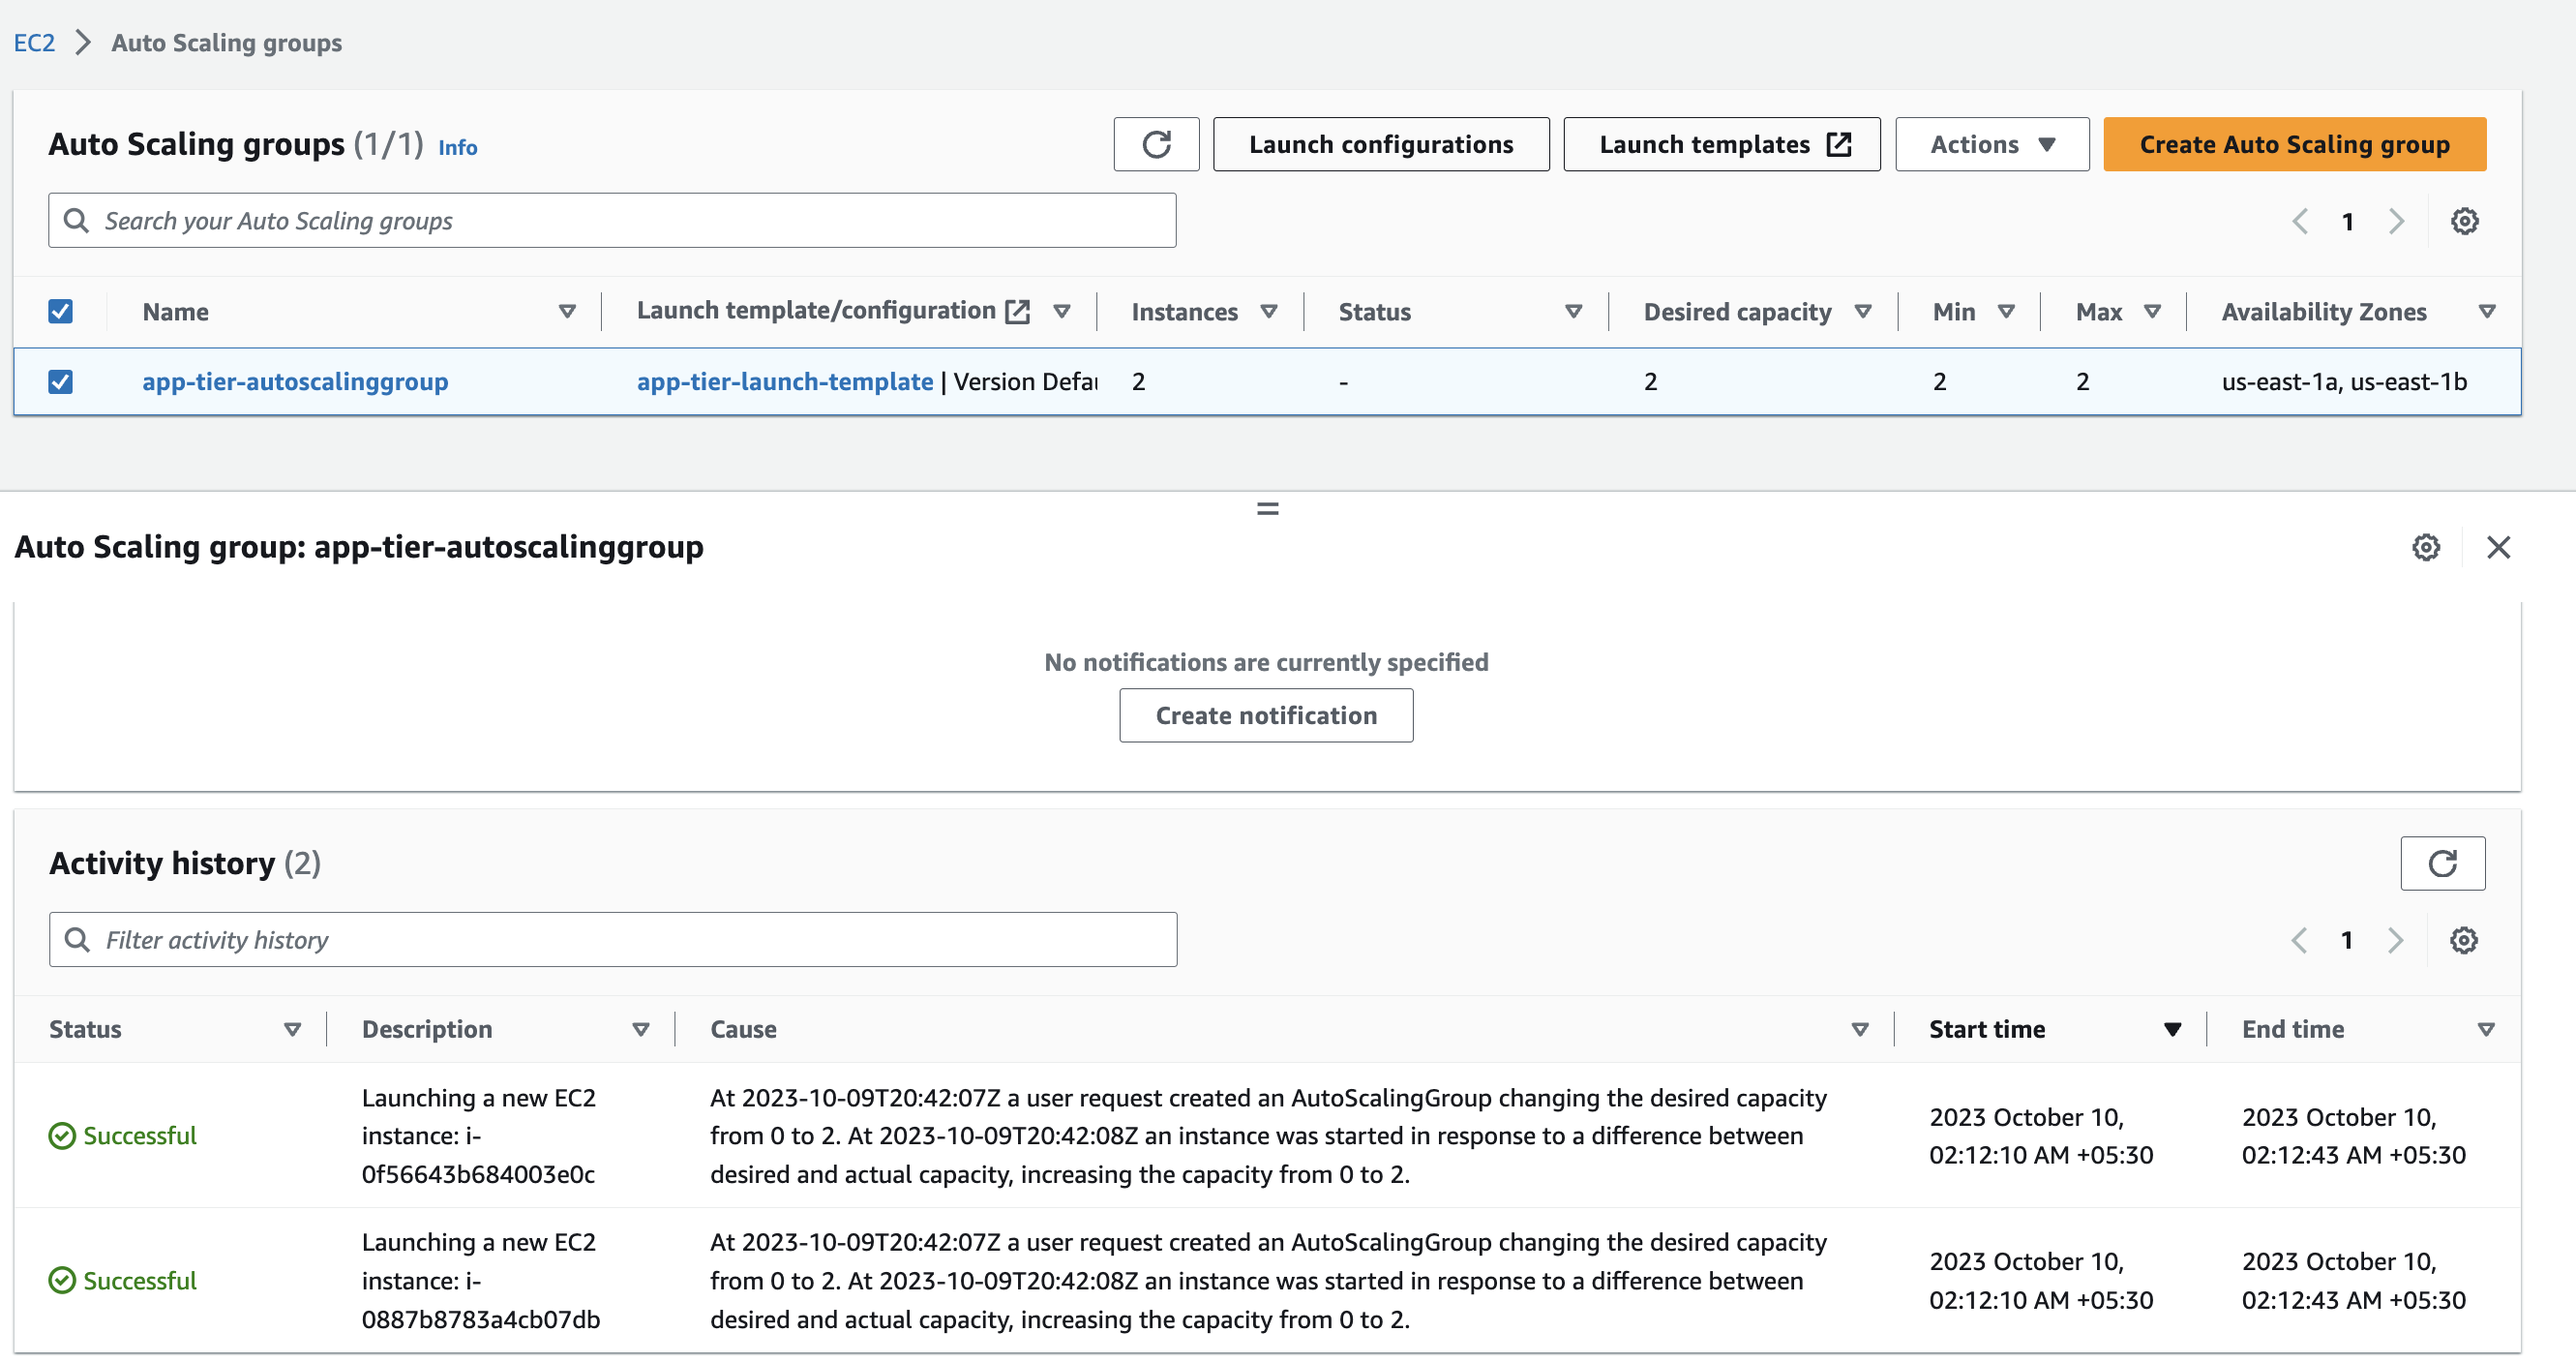 EC2 > Auto Scaling groups
Auto Scaling groups (1/1) Info
Launch configurations
Launch templates
Actions
Create Auto Scaling group
Search your Auto Scaling groups
1
Name Launch template/configuration Instances Status Desired capacity Min Max Availability Zones
app-tier-autoscalinggroup app-tier-launch-template | Version Defau 2 - 2 2 2 us-east-1a, us-east-1b
Auto Scaling group: app-tier-autoscalinggroup
No notifications are currently specified
Create notification
Activity history (2)
Filter activity history
1
Status Description Cause Start time End time
Successful
Launching a new EC2
instance: i-
0f56643b684003e0c
At 2023-10-09T20:42:07Z a user request created an AutoScalingGroup changing the desired capacity
from 0 to 2. At 2023-10-09T20:42:08Z an instance was started in response to a difference between
desired and actual capacity, increasing the capacity from 0 to 2.
2023 October 10,
02:12:10 AM +05:30
2023 October 10,
02:12:43 AM +05:30
Successful
Launching a new EC2
instance: i-
0887b8783a4cb07db
At 2023-10-09T20:42:07Z a user request created an AutoScalingGroup changing the desired capacity
from 0 to 2. At 2023-10-09T20:42:08Z an instance was started in response to a difference between
desired and actual capacity, increasing the capacity from 0 to 2.
2023 October 10,
02:12:10 AM +05:30
2023 October 10,
02:12:43 AM +05:30